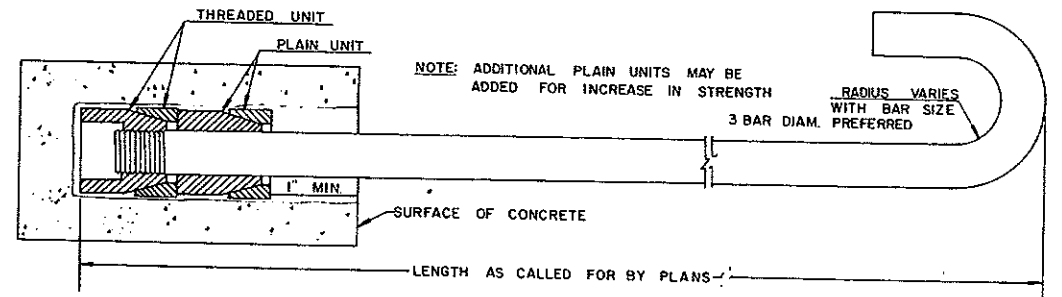 THREADED UNIT
PLAIN UNIT
NOTE: ADDITIONAL PLAIN UNITS MAY BE
ADDED FOR INCREASE IN STRENGTH
RADIUS VARIES
WITH BAR SIZE
3 BAR DIAM. PREFERRED
1" MIN.
SURFACE OF CONCRETE
LENGTH AS CALLED FOR BY PLANS